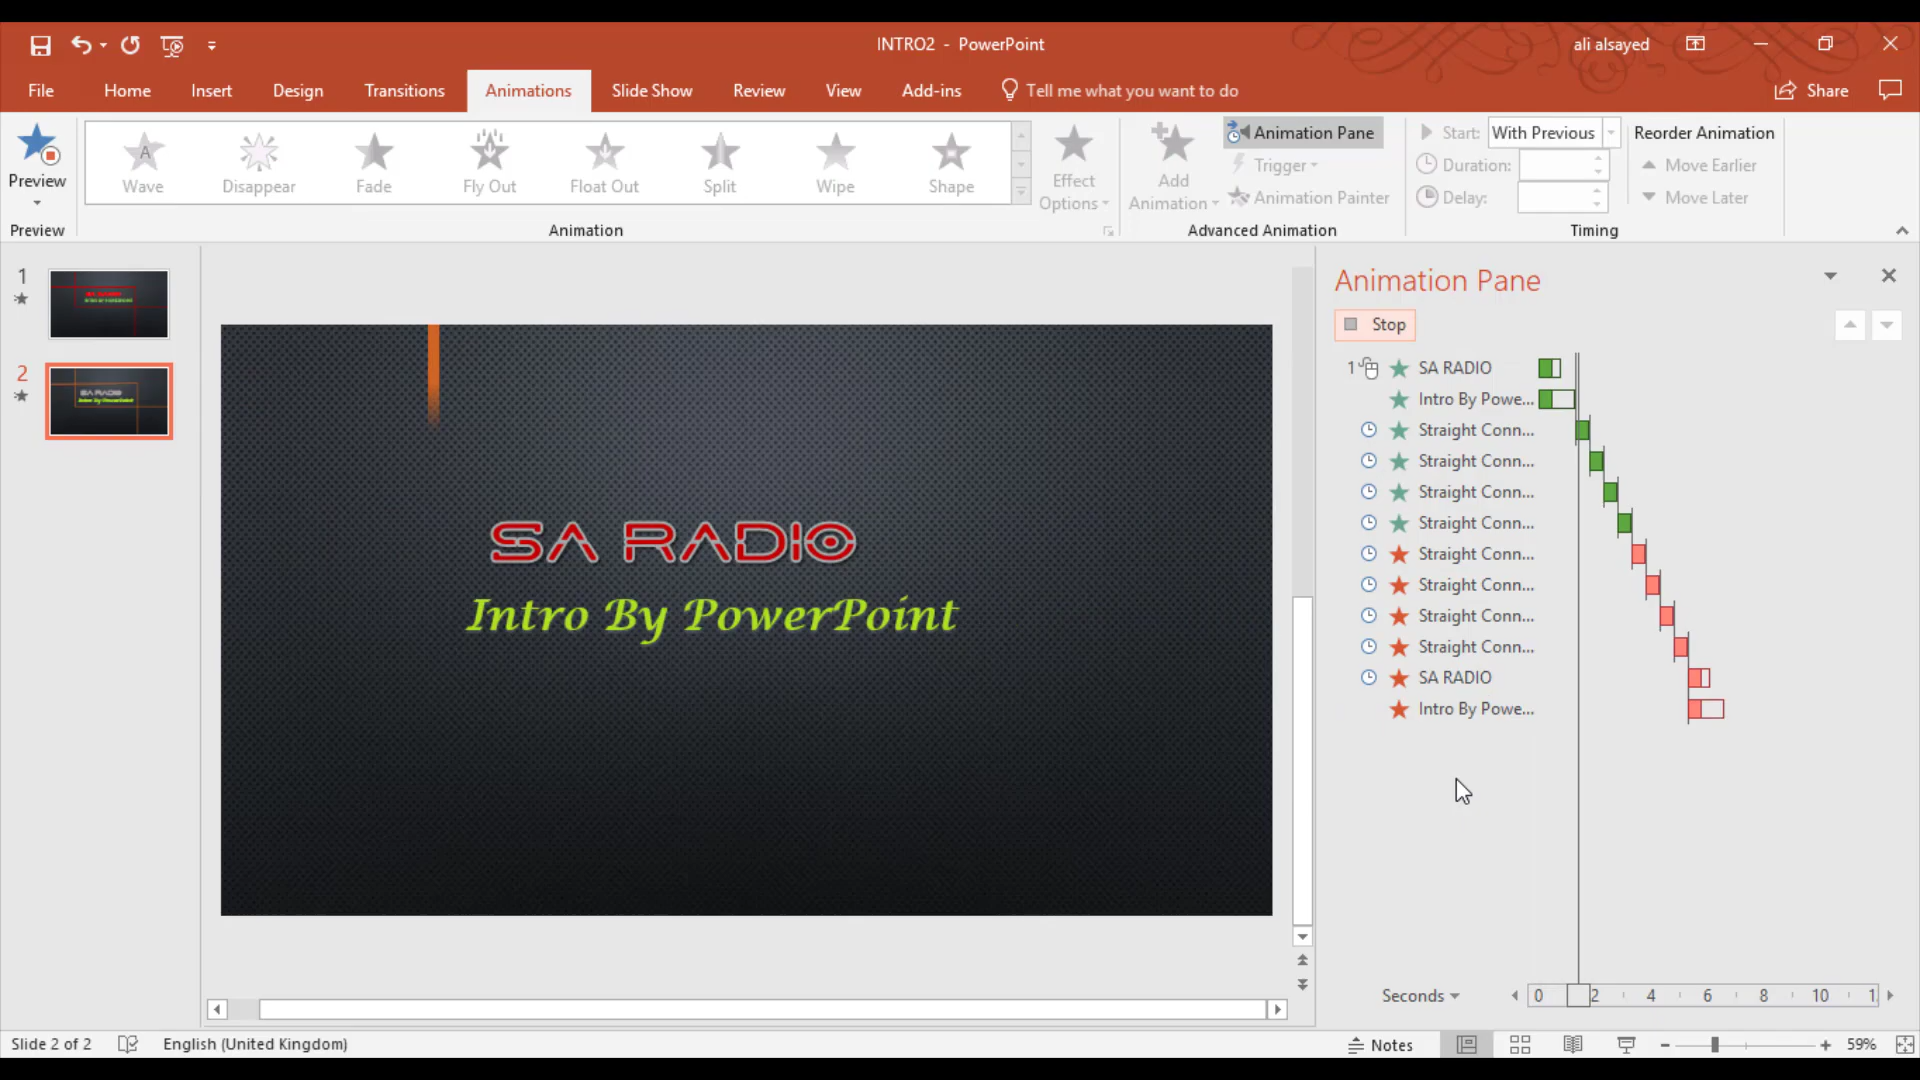 INTRO2 - PowerPoint
ali alsayed
File Home Insert Design Transitions Animations Slide Show Review View Add-ins Tell me what you want to do Share
Preview
Wave Disappear Fade Fly Out Float Out Split Wipe Shape
Effect Options
Add Animation
Animation Pane
Trigger
Animation Painter
Start: With Previous
Duration:
Delay:
Reorder Animation
Move Earlier
Move Later
Preview Animation Advanced Animation Timing
1
2
SA RADIO
Intro By PowerPoint
Animation Pane
Stop
1 SA RADIO
Intro By Powe...
Straight Conn...
Straight Conn...
Straight Conn...
Straight Conn...
Straight Conn...
Straight Conn...
Straight Conn...
Straight Conn...
SA RADIO
Intro By Powe...
Seconds 0 2 4 6 8 10 1
Slide 2 of 2 English (United Kingdom) Notes 59%